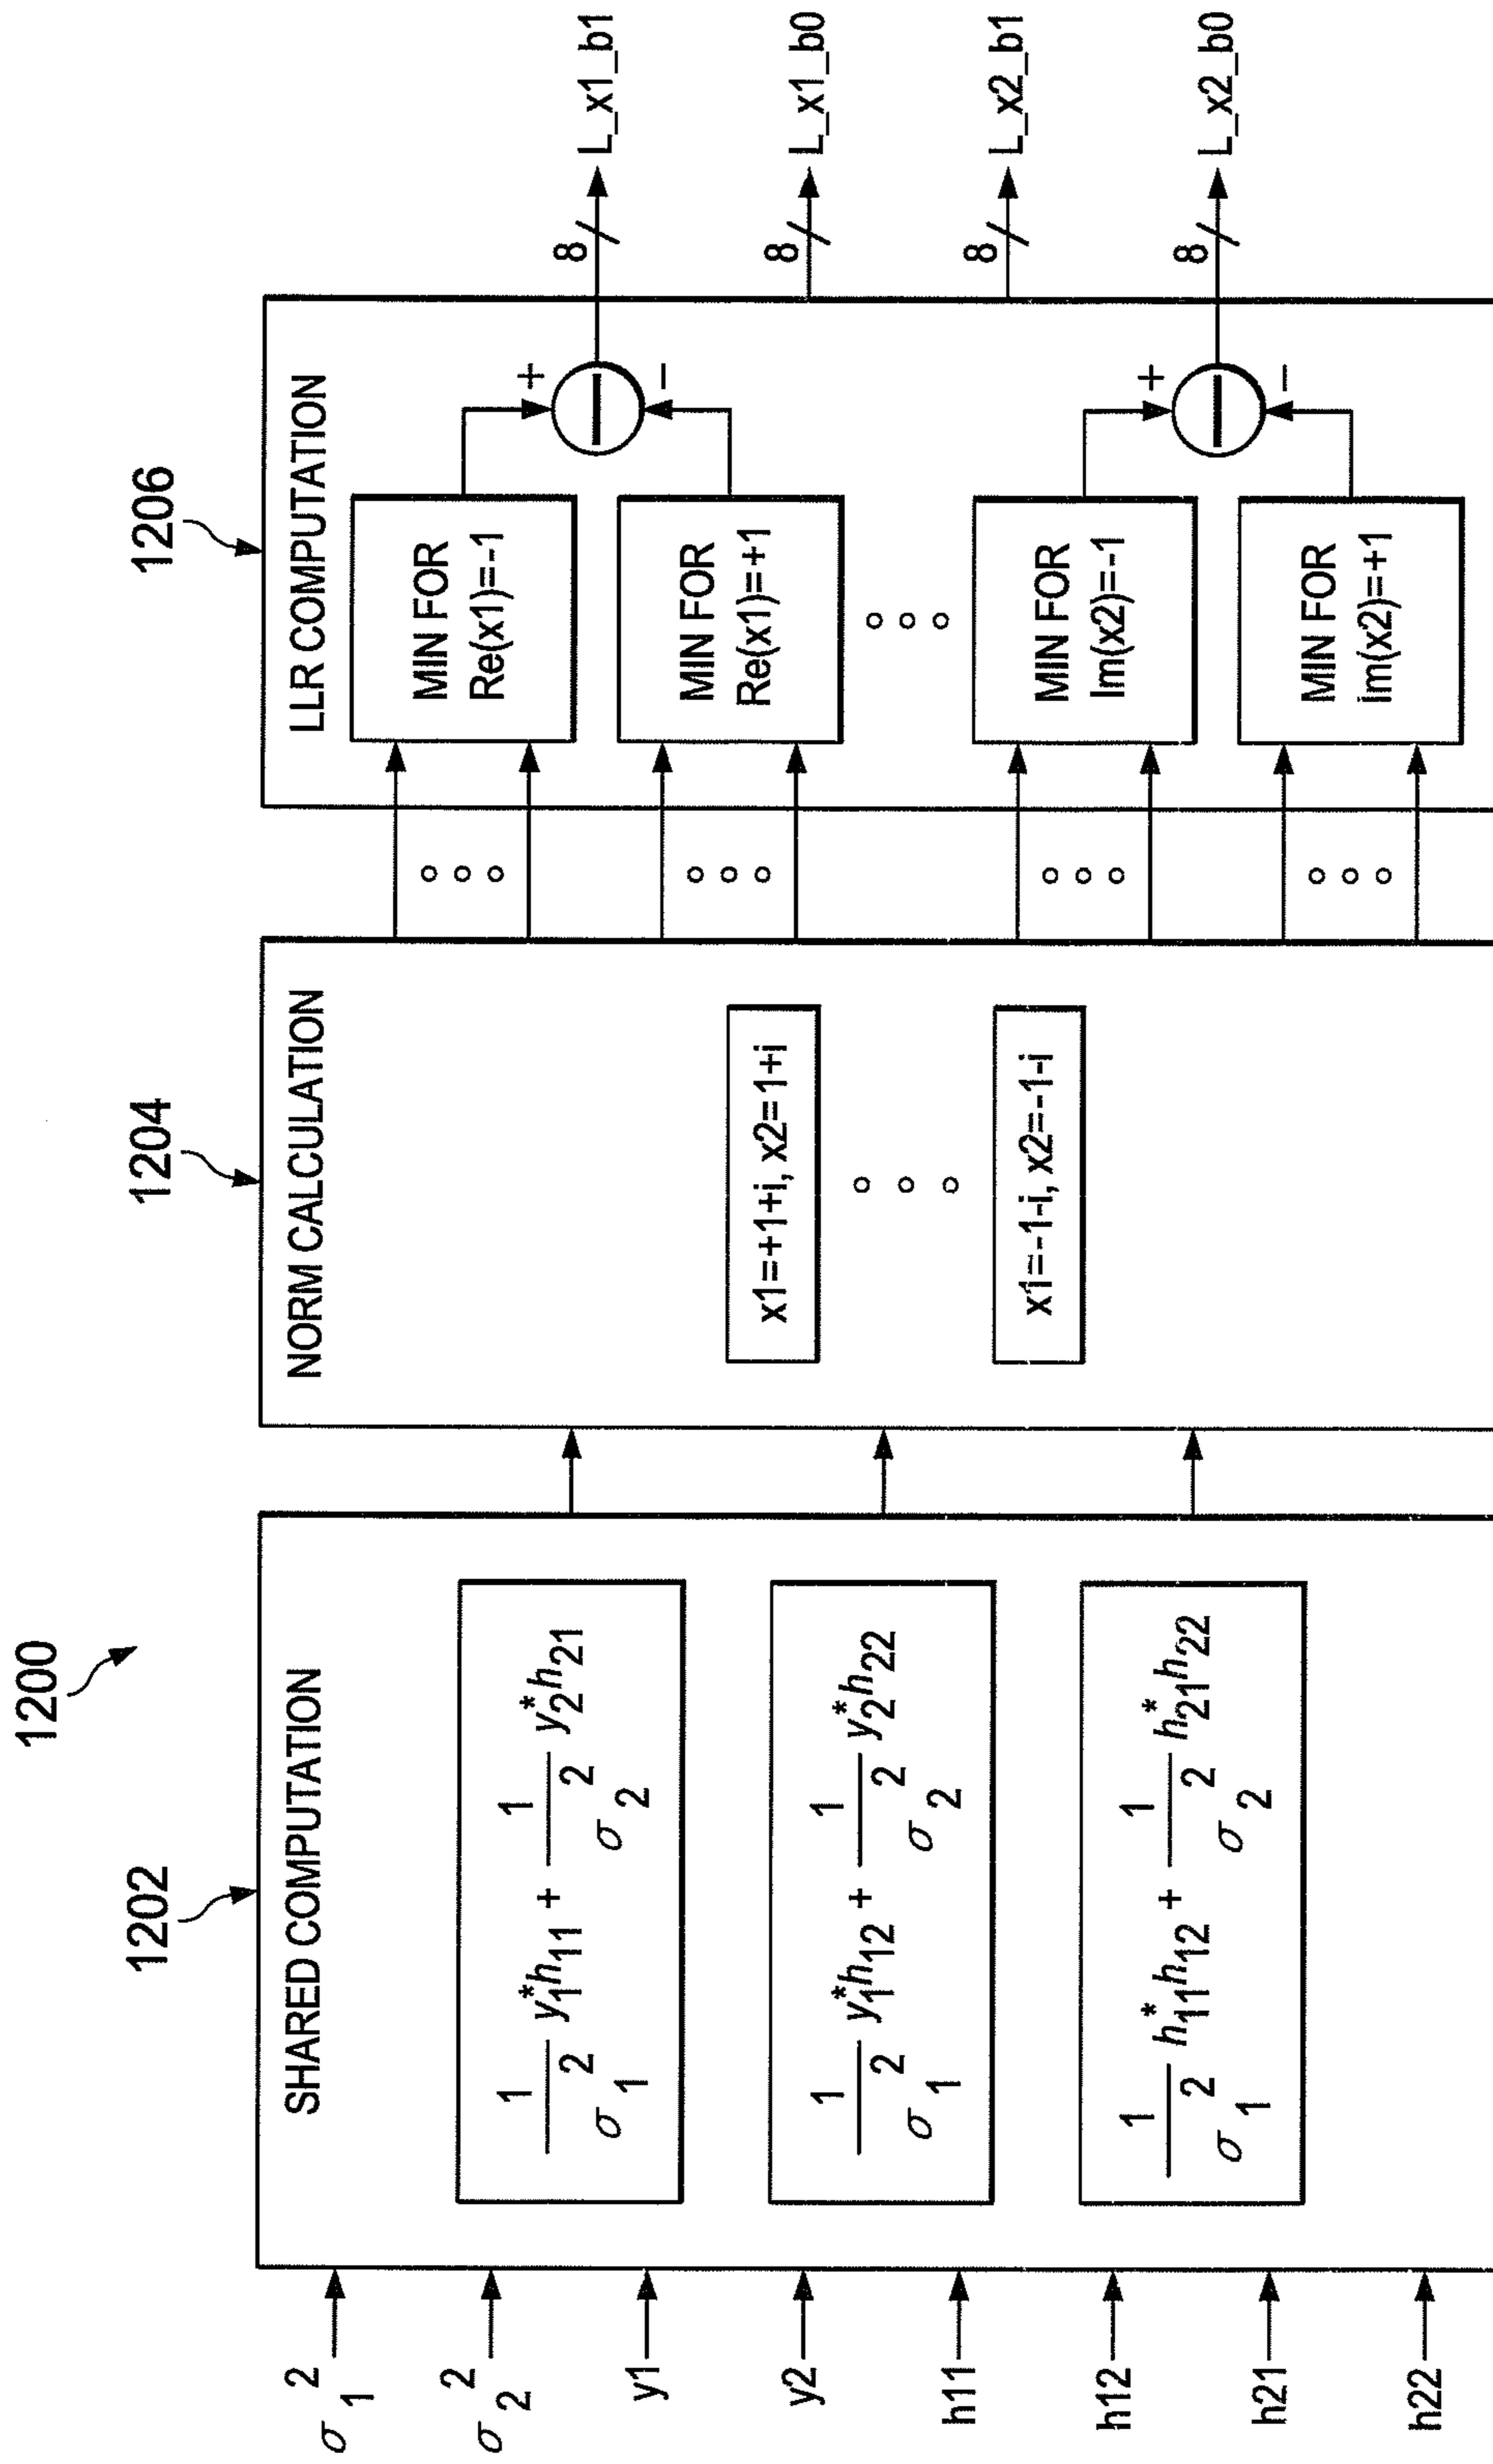 1200
1202
SHARED COMPUTATION
σ₁²
σ₂²
y1
y2
h11
h12
h21
h22
1/σ₁² y₁*h₁₁ + 1/σ₂² y₂*h₂₁
1/σ₁² y₁*h₁₂ + 1/σ₂² y₂*h₂₂
1/σ₁² h₁₁*h₁₂ + 1/σ₂² h₂₁*h₂₂
1204
NORM CALCULATION
x1=+1+i, x2=1+i
x1=-1-i, x2=-1-i
1206
LLR COMPUTATION
MIN FOR
Re(x1)=-1
MIN FOR
Re(x1)=+1
MIN FOR
Im(x2)=-1
MIN FOR
im(x2)=+1
+
−
+
−
8
L_x1_b1
8
L_x1_b0
8
L_x2_b1
8
L_x2_b0